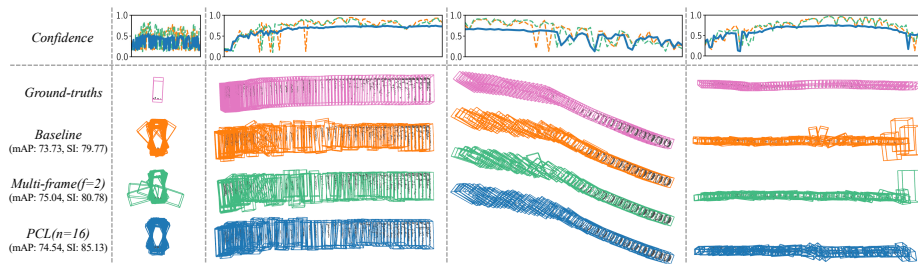 Confidence
1.0
0.5
0.0
1.0
0.5
0.0
1.0
0.5
0.0
1.0
0.5
0.0
Ground-truths
Baseline
(mAP: 73.73, SI: 79.77)
Multi-frame(f=2)
(mAP: 75.04, SI: 80.78)
PCL(n=16)
(mAP: 74.54, SI: 85.13)